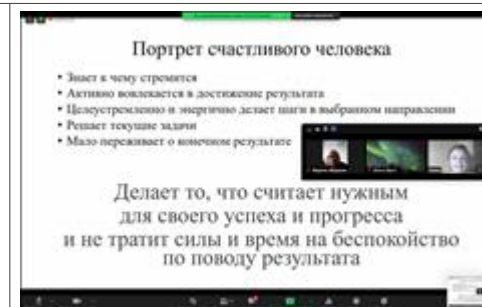 Портрет счастливого человека
• Знает к чему стремится
• Активно вовлекается в достижение результата
• Целеустремленно и энергично делает шаги в выбранном направлении
• Решает текущие задачи
• Мало переживает о конечном результате
Делает то, что считает нужным
для своего успеха и прогресса
и не тратит силы и время на беспокойство
по поводу результата